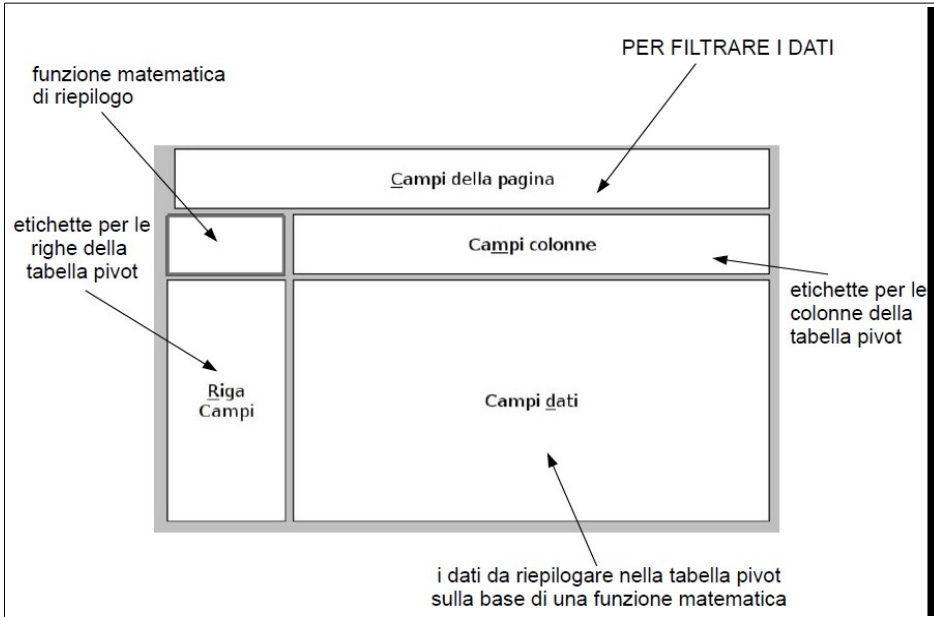 PER FILTRARE I DATI
funzione matematica
di riepilogo
Campi della pagina
etichette per le
righe della
tabella pivot
Campi colonne
etichette per le
colonne della
tabella pivot
Riga
Campi
Campi dati
i dati da riepilogare nella tabella pivot
sulla base di una funzione matematica